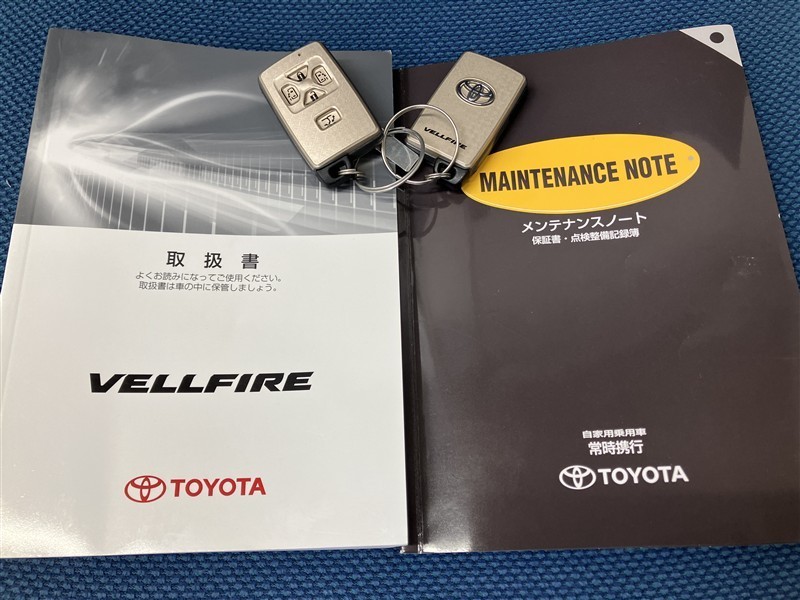 取扱書
よくお読みになってご使用ください。
取扱書は車の中に保管しましょう。
VELLFIRE
TOYOTA
VELLFIRE
MAINTENANCE NOTE
メンテナンスノート
保証書・点検整備記録簿
自家用乗用車
常時携行
TOYOTA